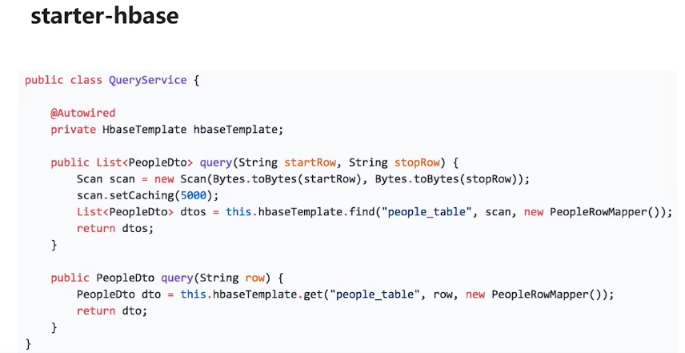 starter-hbase
public class QueryService {
@Autowired
private HbaseTemplate hbaseTemplate;
public List<PeopleDto> query(String startRow, String stopRow) {
Scan scan = new Scan(Bytes.toBytes(startRow), Bytes.toBytes(stopRow));
scan.setCaching(5000);
List<PeopleDto> dtos = this.hbaseTemplate.find("people_table", scan, new PeopleRowMapper());
return dtos;
}
public PeopleDto query(String row) {
PeopleDto dto = this.hbaseTemplate.get("people_table", row, new PeopleRowMapper());
return dto;
}
}